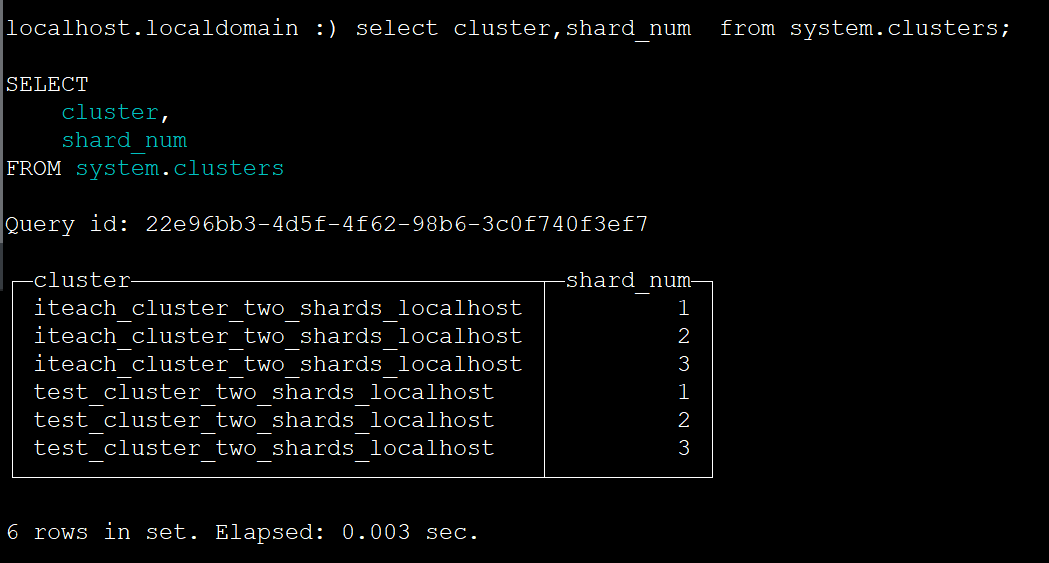 localhost.localdomain :) select cluster,shard_num  from system.clusters;
SELECT
    cluster,
    shard_num
FROM system.clusters
Query id: 22e96bb3-4d5f-4f62-98b6-3c0f740f3ef7
┌─cluster──────────────────────────────┬─shard_num─┐
│ iteach_cluster_two_shards_localhost │         1 │
│ iteach_cluster_two_shards_localhost │         2 │
│ iteach_cluster_two_shards_localhost │         3 │
│ test_cluster_two_shards_localhost   │         1 │
│ test_cluster_two_shards_localhost   │         2 │
│ test_cluster_two_shards_localhost   │         3 │
6 rows in set. Elapsed: 0.003 sec.